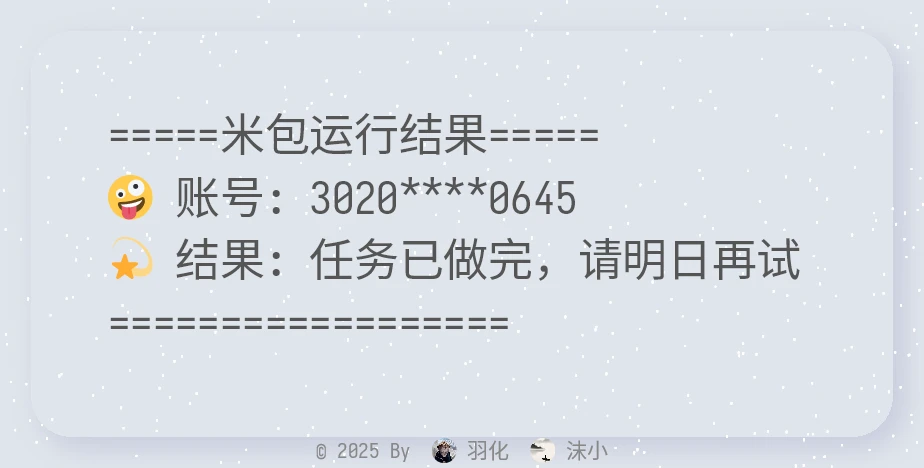 =====米包运行结果=====
🤪 账号：3020****0645
💫 结果：任务已做完，请明日再试
==================
© 2025 By 羽化 沫小